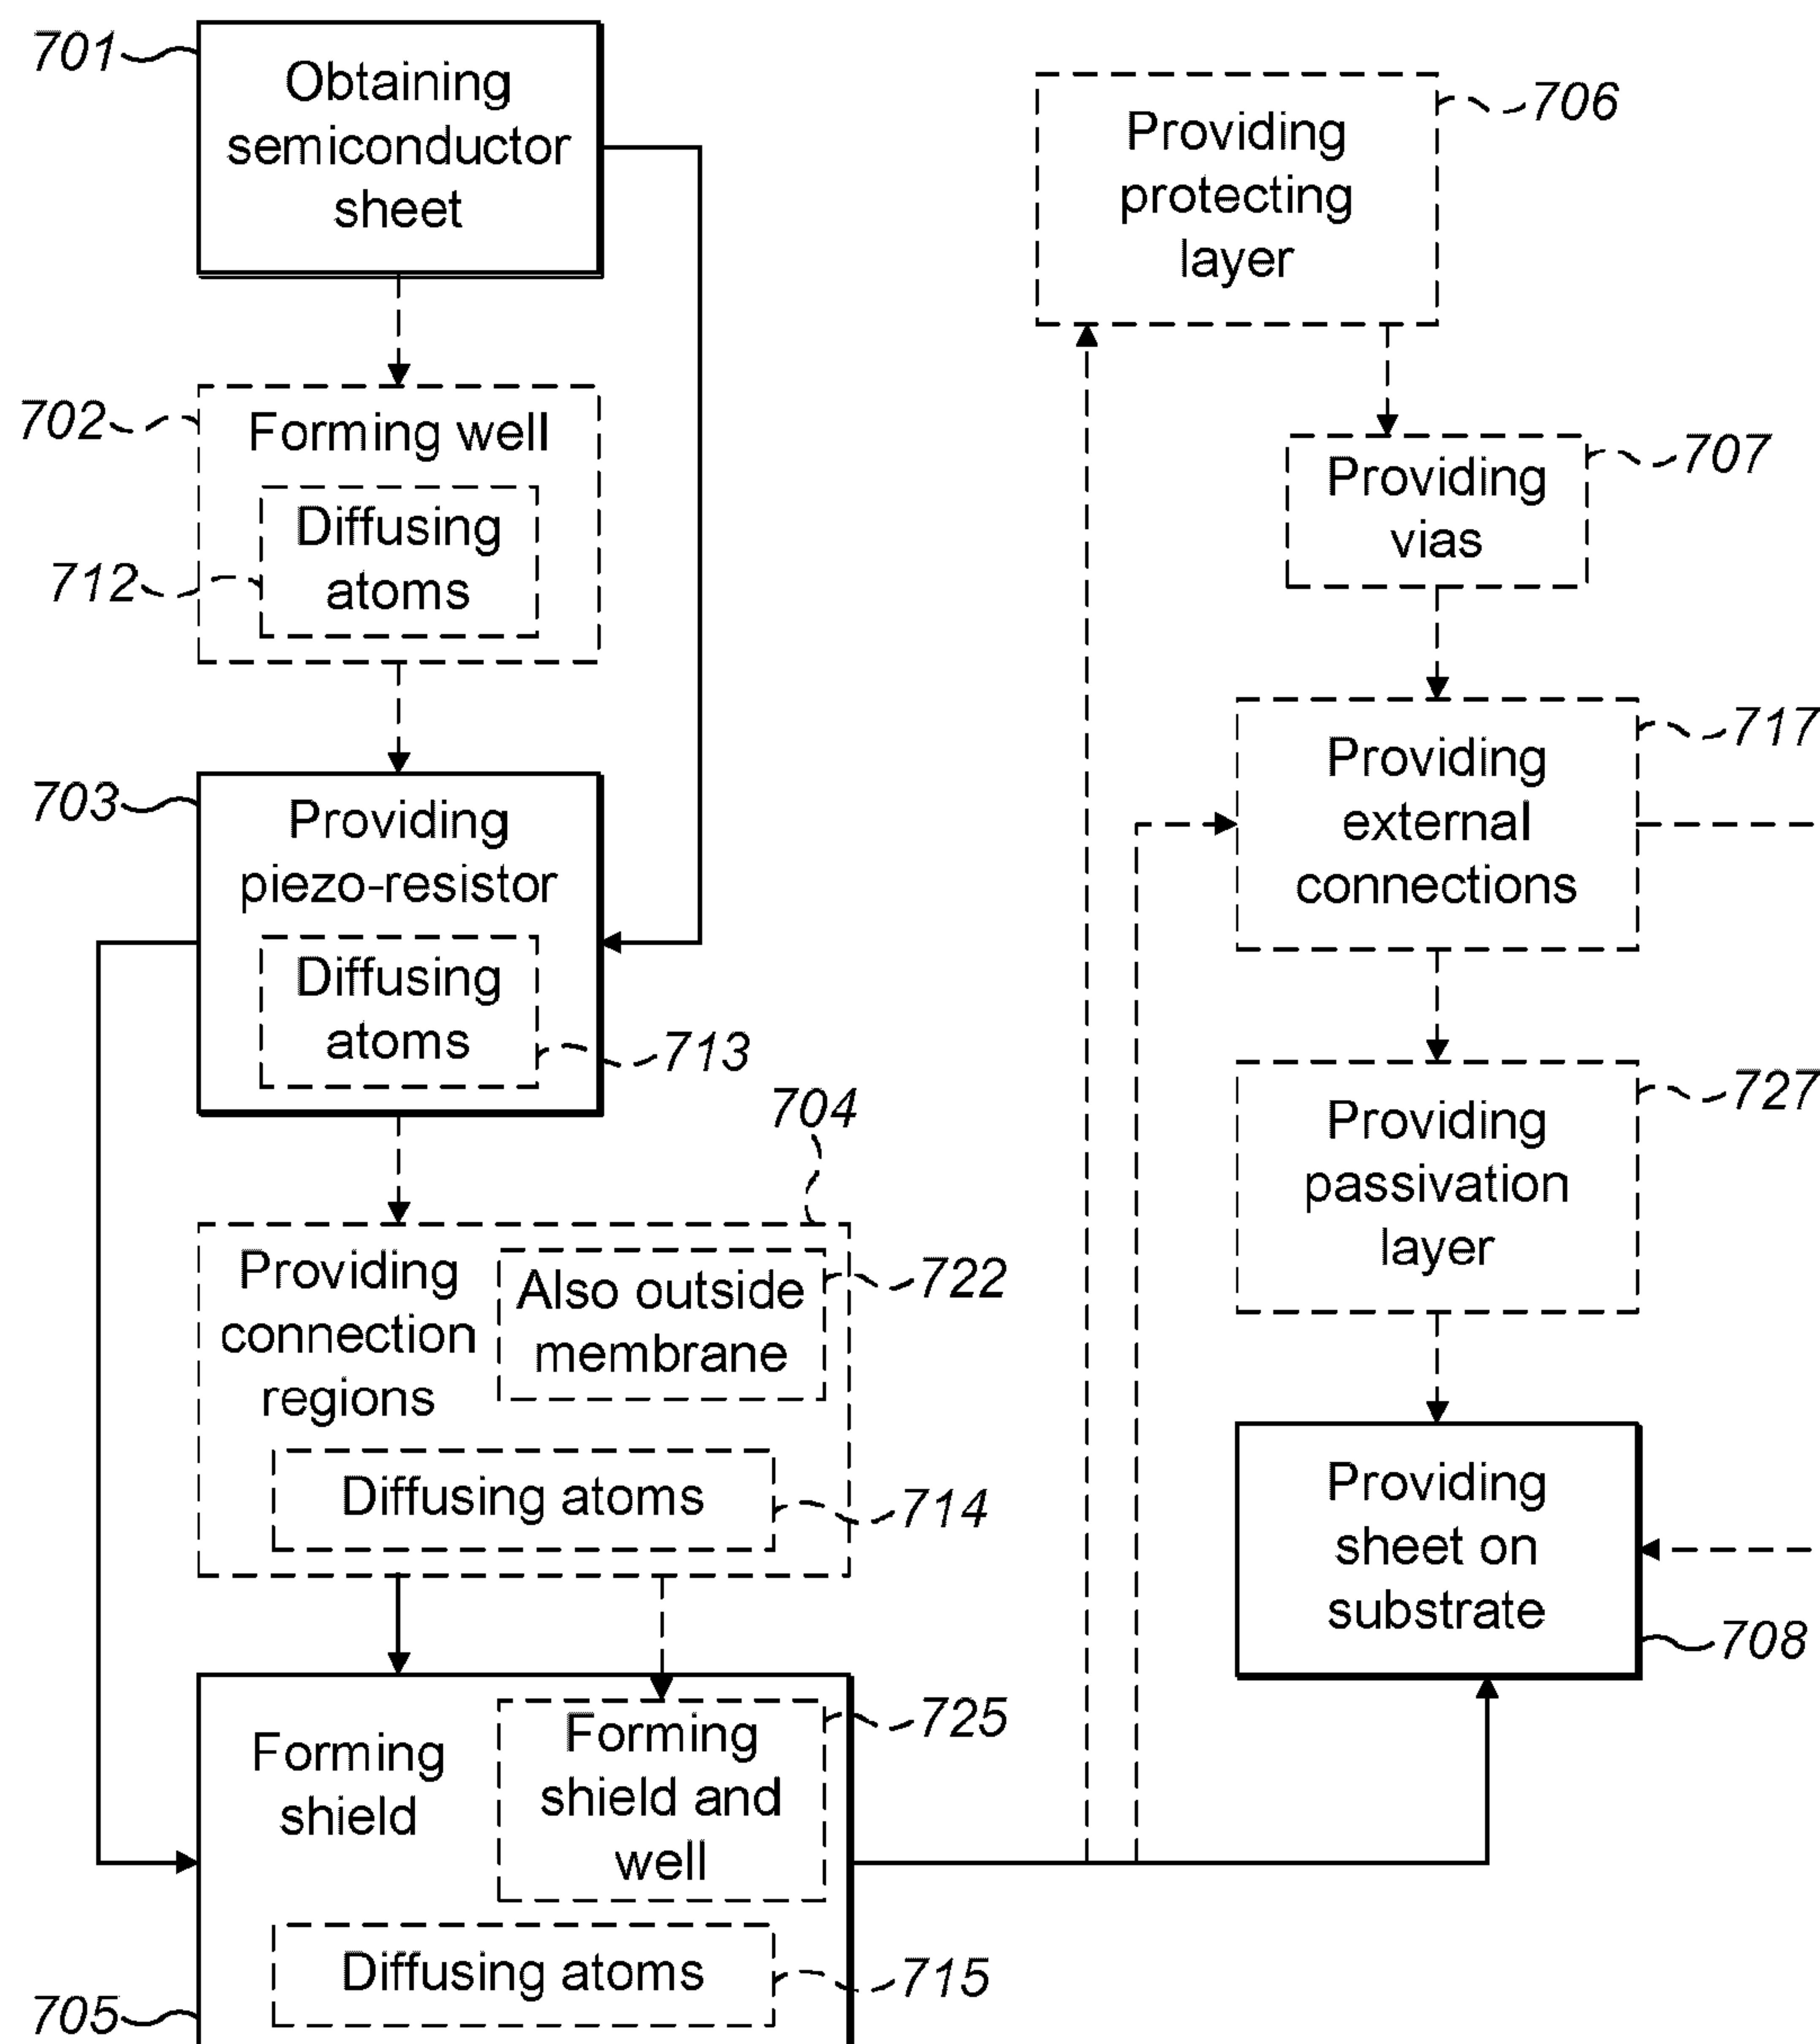 701
Obtaining
semiconductor
sheet
702
Forming well
712
Diffusing
atoms
703
Providing
piezo-resistor
Diffusing
atoms
713
704
Providing
connection
regions
Also outside
membrane
722
Diffusing atoms
714
Forming
shield
Forming
shield and
well
725
Diffusing atoms
715
705
706
Providing
protecting
layer
707
Providing
vias
717
Providing
external
connections
727
Providing
passivation
layer
Providing
sheet on
substrate
708